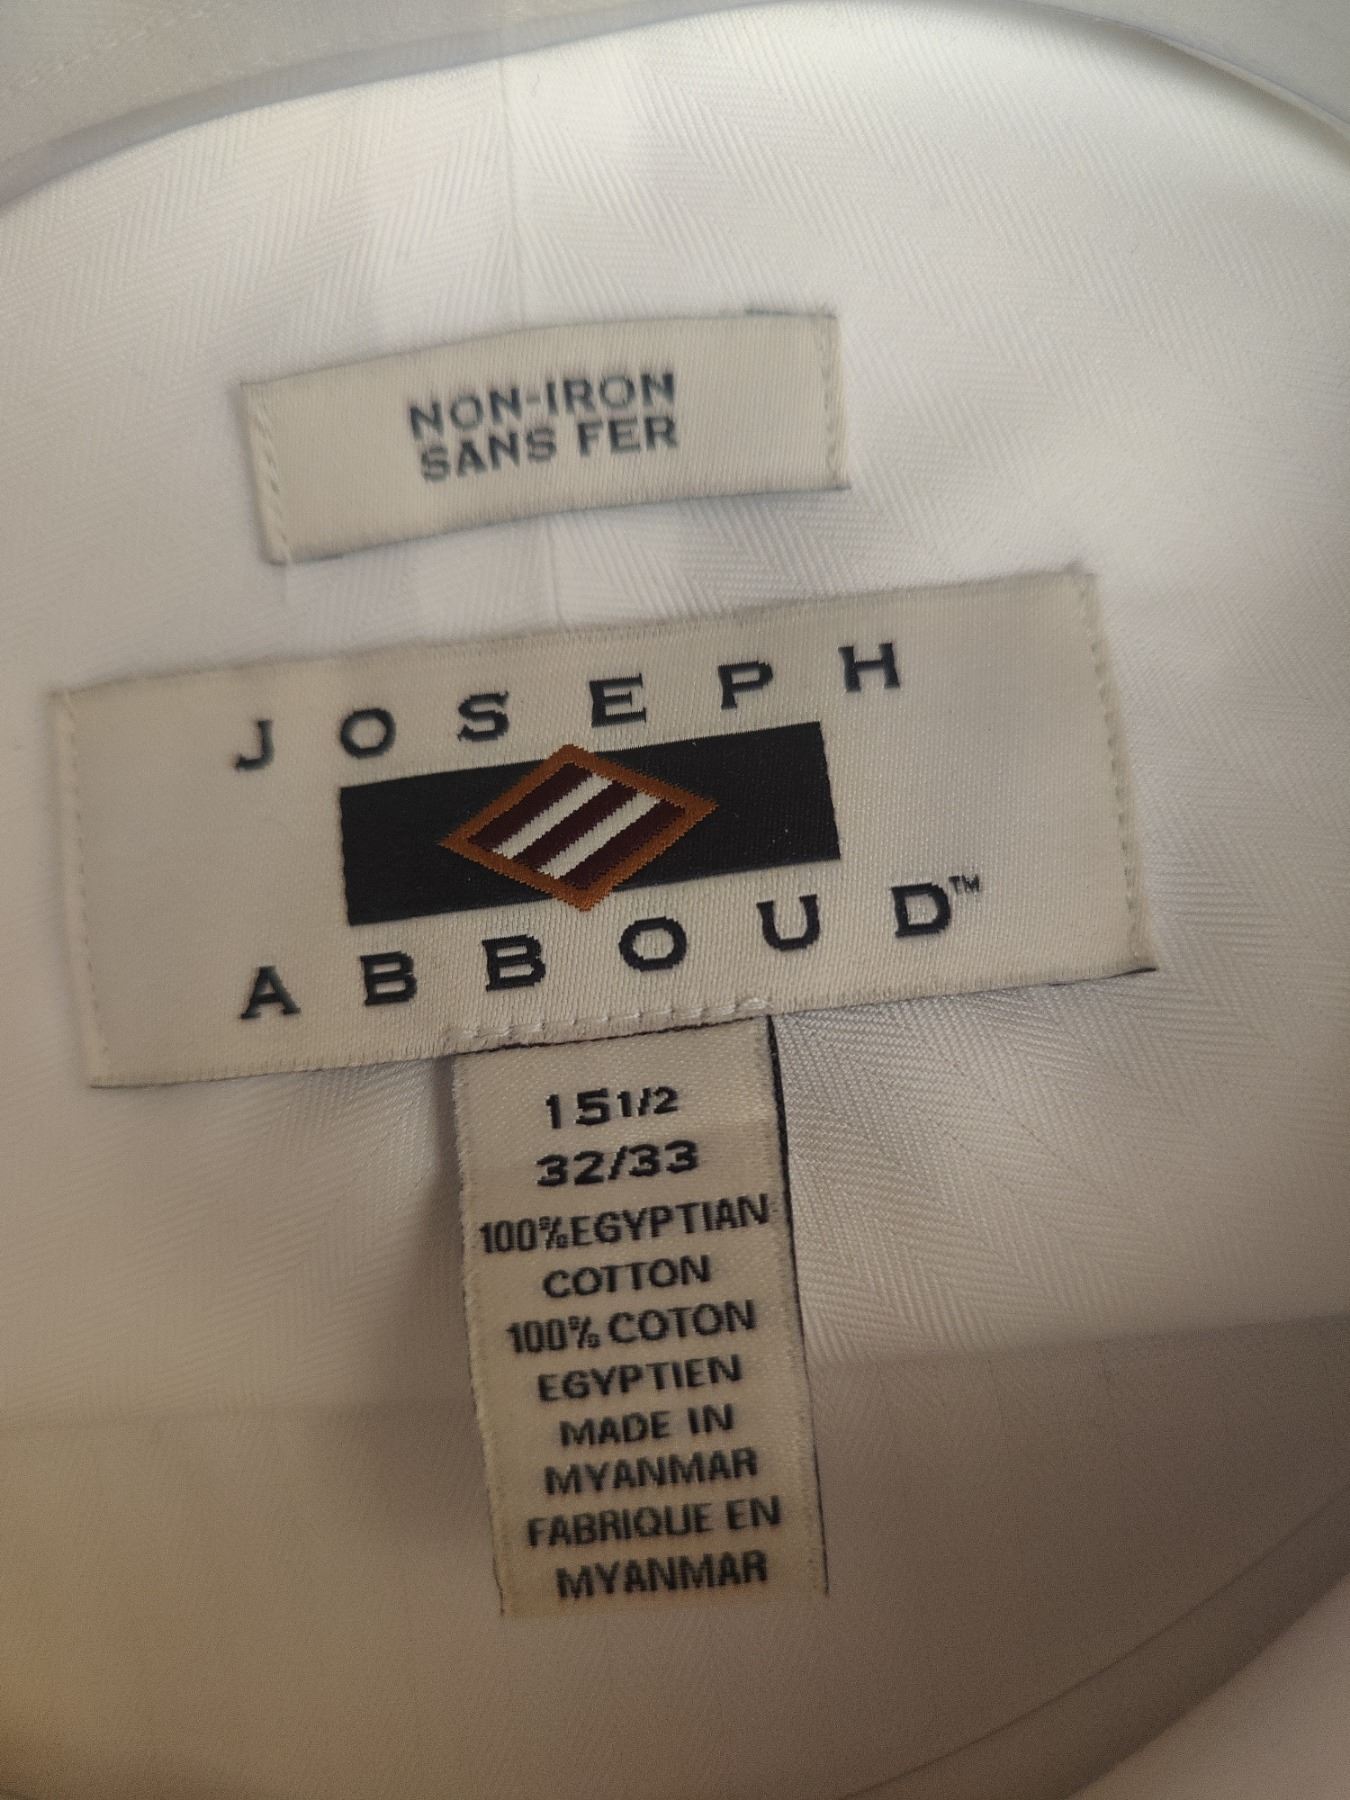 NON-IRON
SANS FER
JOSEPH
ABBOUD™
15 1/2
32/33
100% EGYPTIAN
COTTON
100% COTON
EGYPTIEN
MADE IN
MYANMAR
FABRIQUE EN
MYANMAR